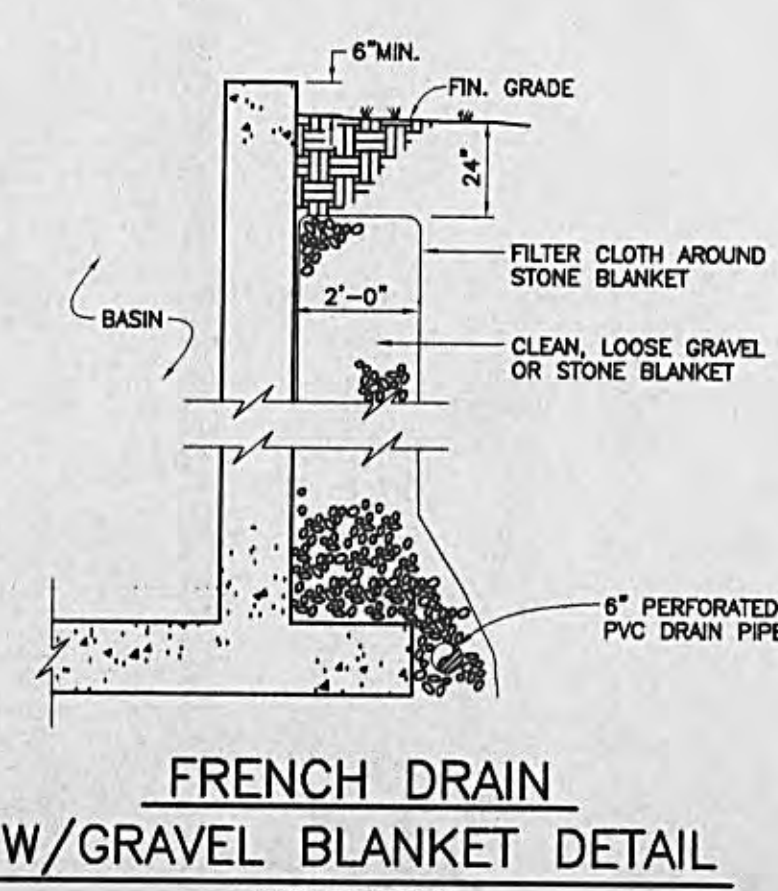 6"MIN.
FIN. GRADE
24"
FILTER CLOTH AROUND
STONE BLANKET
2'-0"
BASIN
CLEAN, LOOSE GRAVEL
OR STONE BLANKET
6" PERFORATED
PVC DRAIN PIPE
FRENCH DRAIN
W/GRAVEL BLANKET DETAIL